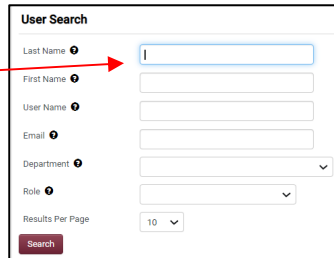 User Search
Last Name ?
First Name ?
User Name ?
Email ?
Department ?
Role ?
Results Per Page 10
Search